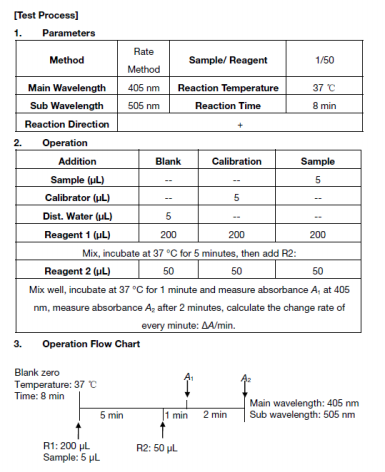 [Test Process]
1. Parameters
Method Rate Method Sample/ Reagent 1/50
Main Wavelength 405 nm Reaction Temperature 37 ℃
Sub Wavelength 505 nm Reaction Time 8 min
Reaction Direction +
2. Operation
Addition Blank Calibration Sample
Sample (μL) -- -- 5
Calibrator (μL) -- 5 --
Dist. Water (μL) 5 -- --
Reagent 1 (μL) 200 200 200
Mix, incubate at 37 °C for 5 minutes, then add R2:
Reagent 2 (μL) 50 50 50
Mix well, incubate at 37 °C for 1 minute and measure absorbance A₁ at 405
nm, measure absorbance A₂ after 2 minutes, calculate the change rate of
every minute: ΔA/min.
3. Operation Flow Chart
Blank zero
Temperature: 37 ℃
Time: 8 min
A₁
A₂
Main wavelength: 405 nm
Sub wavelength: 505 nm
5 min 1 min 2 min
R1: 200 μL
Sample: 5 μL
R2: 50 μL